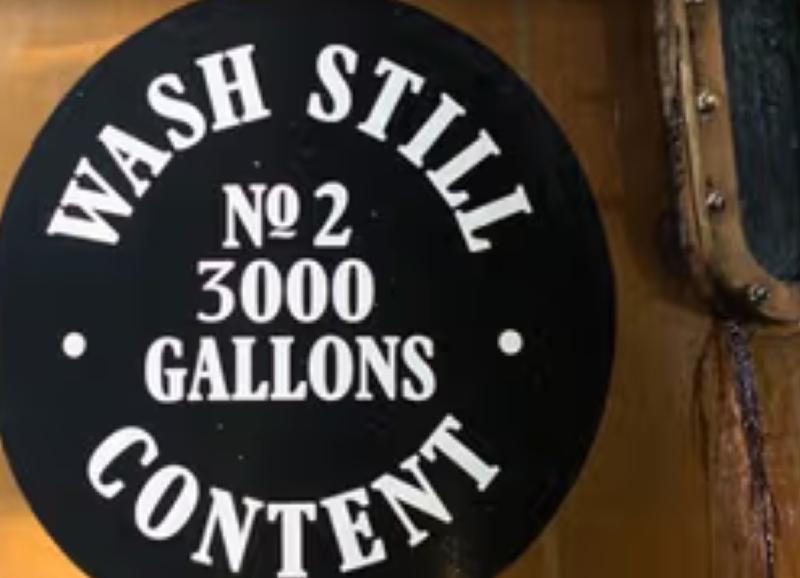 WASH STILL
Nº 2
3000
GALLONS
CONTENT